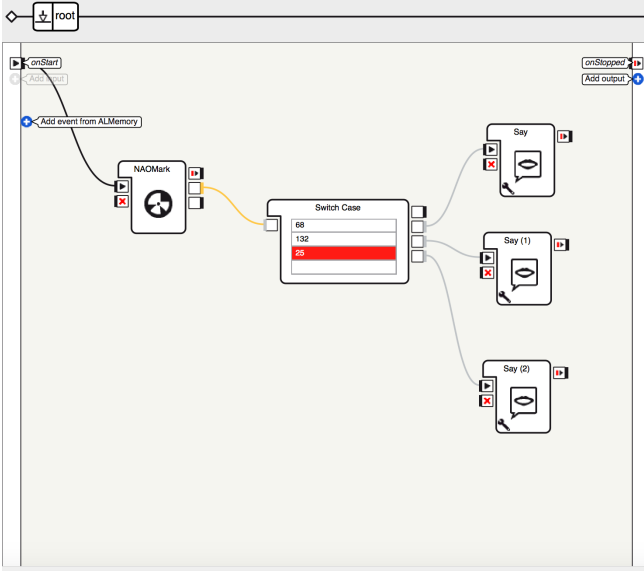 root
onStart
onStopped
Add input
Add output
Add event from ALMemory
Say
NAOMark
Switch Case
68
132
25
Say (1)
Say (2)